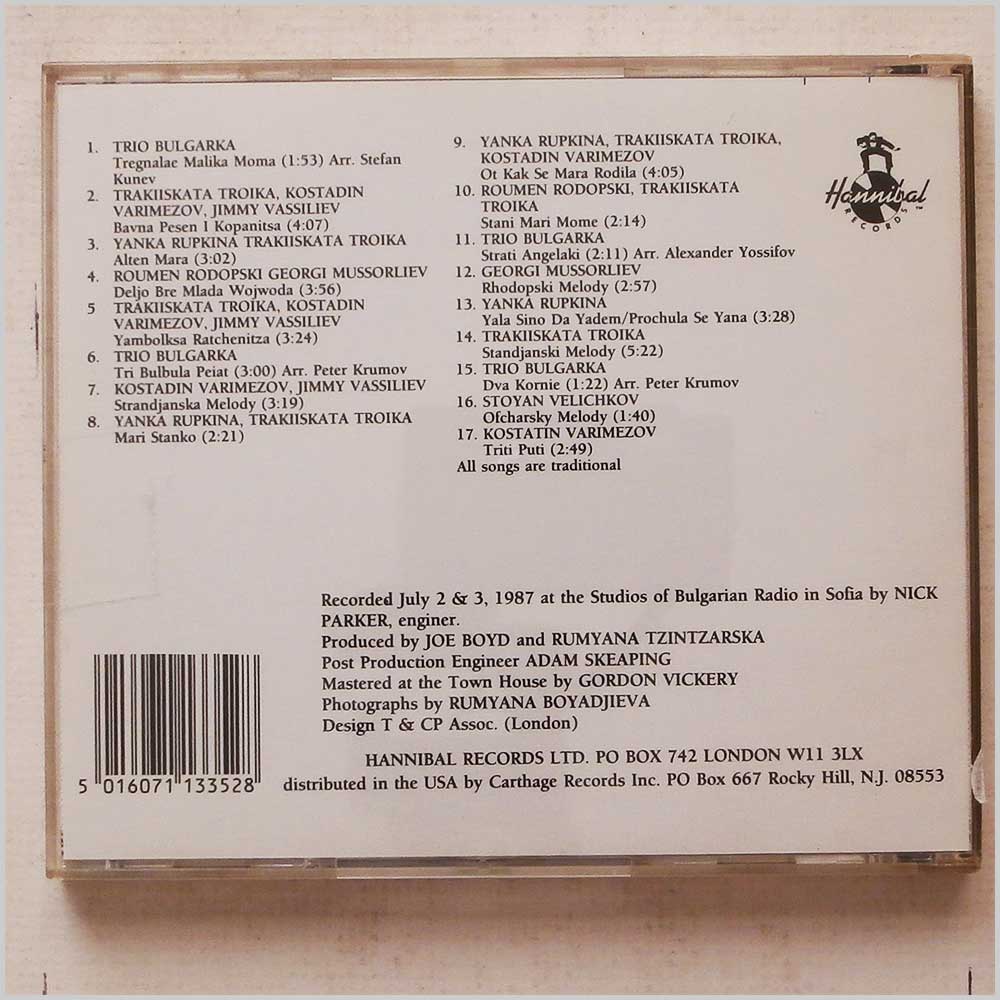 1. TRIO BULGARKA
Tregnalae Malika Moma (1:53) Arr. Stefan
Kunev
2. TRAKIISKATA TROIKA, KOSTADIN
VARIMEZOV, JIMMY VASSILIEV
Bavna Pesen I Kopanitsa (4:07)
3. YANKA RUPKINA TRAKIISKATA TROIKA
Alten Mara (3:02)
4. ROUMEN RODOPSKI GEORGI MUSSORLIEV
Deljo Bre Mlada Wojwoda (3:56)
5 TRAKIISKATA TROIKA, KOSTADIN
VARIMEZOV, JIMMY VASSILIEV
Yambolksa Ratchenitza (3:24)
6. TRIO BULGARKA
Tri Bulbula Peiat (3:00) Arr. Peter Krumov
7. KOSTADIN VARIMEZOV, JIMMY VASSILIEV
Strandjanska Melody (3:19)
8. YANKA RUPKINA, TRAKIISKATA TROIKA
Mari Stanko (2:21)
9. YANKA RUPKINA, TRAKIISKATA TROIKA,
KOSTADIN VARIMEZOV
Ot Kak Se Mara Rodila (4:05)
10. ROUMEN RODOPSKI, TRAKIISKATA
TROIKA
Stani Mari Mome (2:14)
11. TRIO BULGARKA
Strati Angelaki (2:11) Arr. Alexander Yossifov
12. GEORGI MUSSORLIEV
Rhodopski Melody (2:57)
13. YANKA RUPKINA
Yala Sino Da Yadem/Prochula Se Yana (3:28)
14. TRAKIISKATA TROIKA
Standjanski Melody (5:22)
15. TRIO BULGARKA
Dva Kornie (1:22) Arr. Peter Krumov
16. STOYAN VELICHKOV
Ofcharsky Melody (1:40)
17. KOSTATIN VARIMEZOV
Triti Puti (2:49)
All songs are traditional
Hannibal
RECORDS TM
Recorded July 2 & 3, 1987 at the Studios of Bulgarian Radio in Sofia by NICK
PARKER, enginer.
Produced by JOE BOYD and RUMYANA TZINTZARSKA
Post Production Engineer ADAM SKEAPING
Mastered at the Town House by GORDON VICKERY
Photographs by RUMYANA BOYADJIEVA
Design T & CP Assoc. (London)
HANNIBAL RECORDS LTD. PO BOX 742 LONDON W11 3LX
distributed in the USA by Carthage Records Inc. PO Box 667 Rocky Hill, N.J. 08553
5 016071 133528